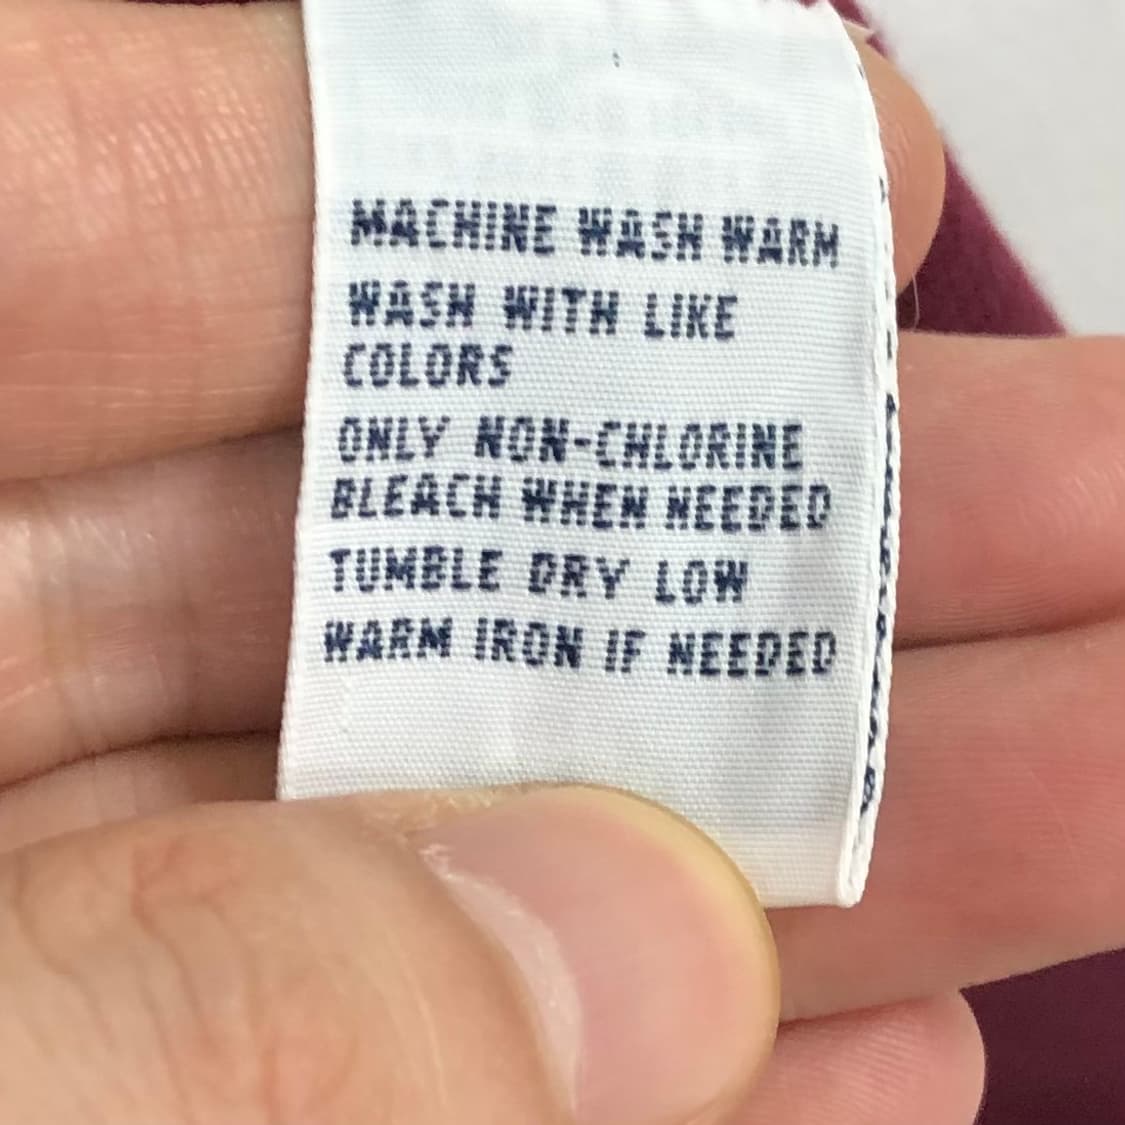 MACHINE WASH WARM
WASH WITH LIKE
COLORS
ONLY NON-CHLORINE
BLEACH WHEN NEEDED
TUMBLE DRY LOW
WARM IRON IF NEEDED